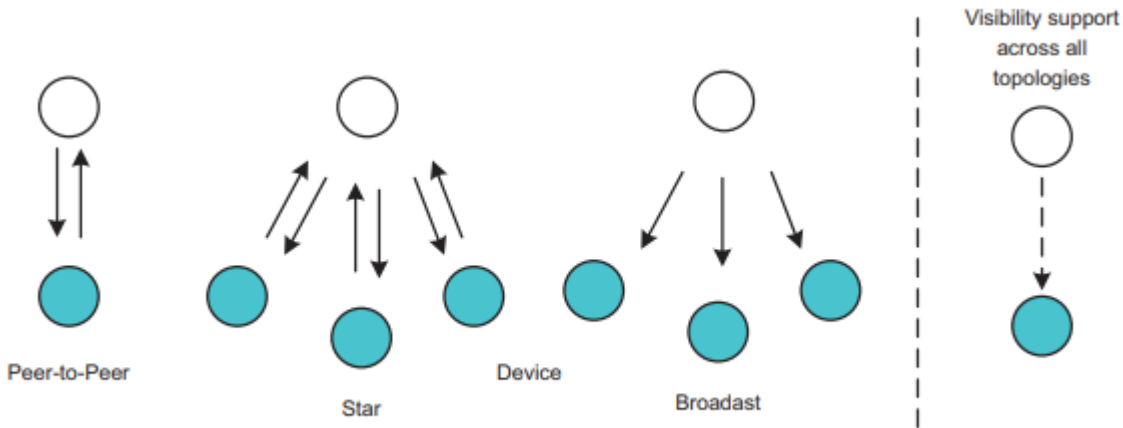 Visibility support
across all
topologies
Peer-to-Peer
Device
Star
Broadast